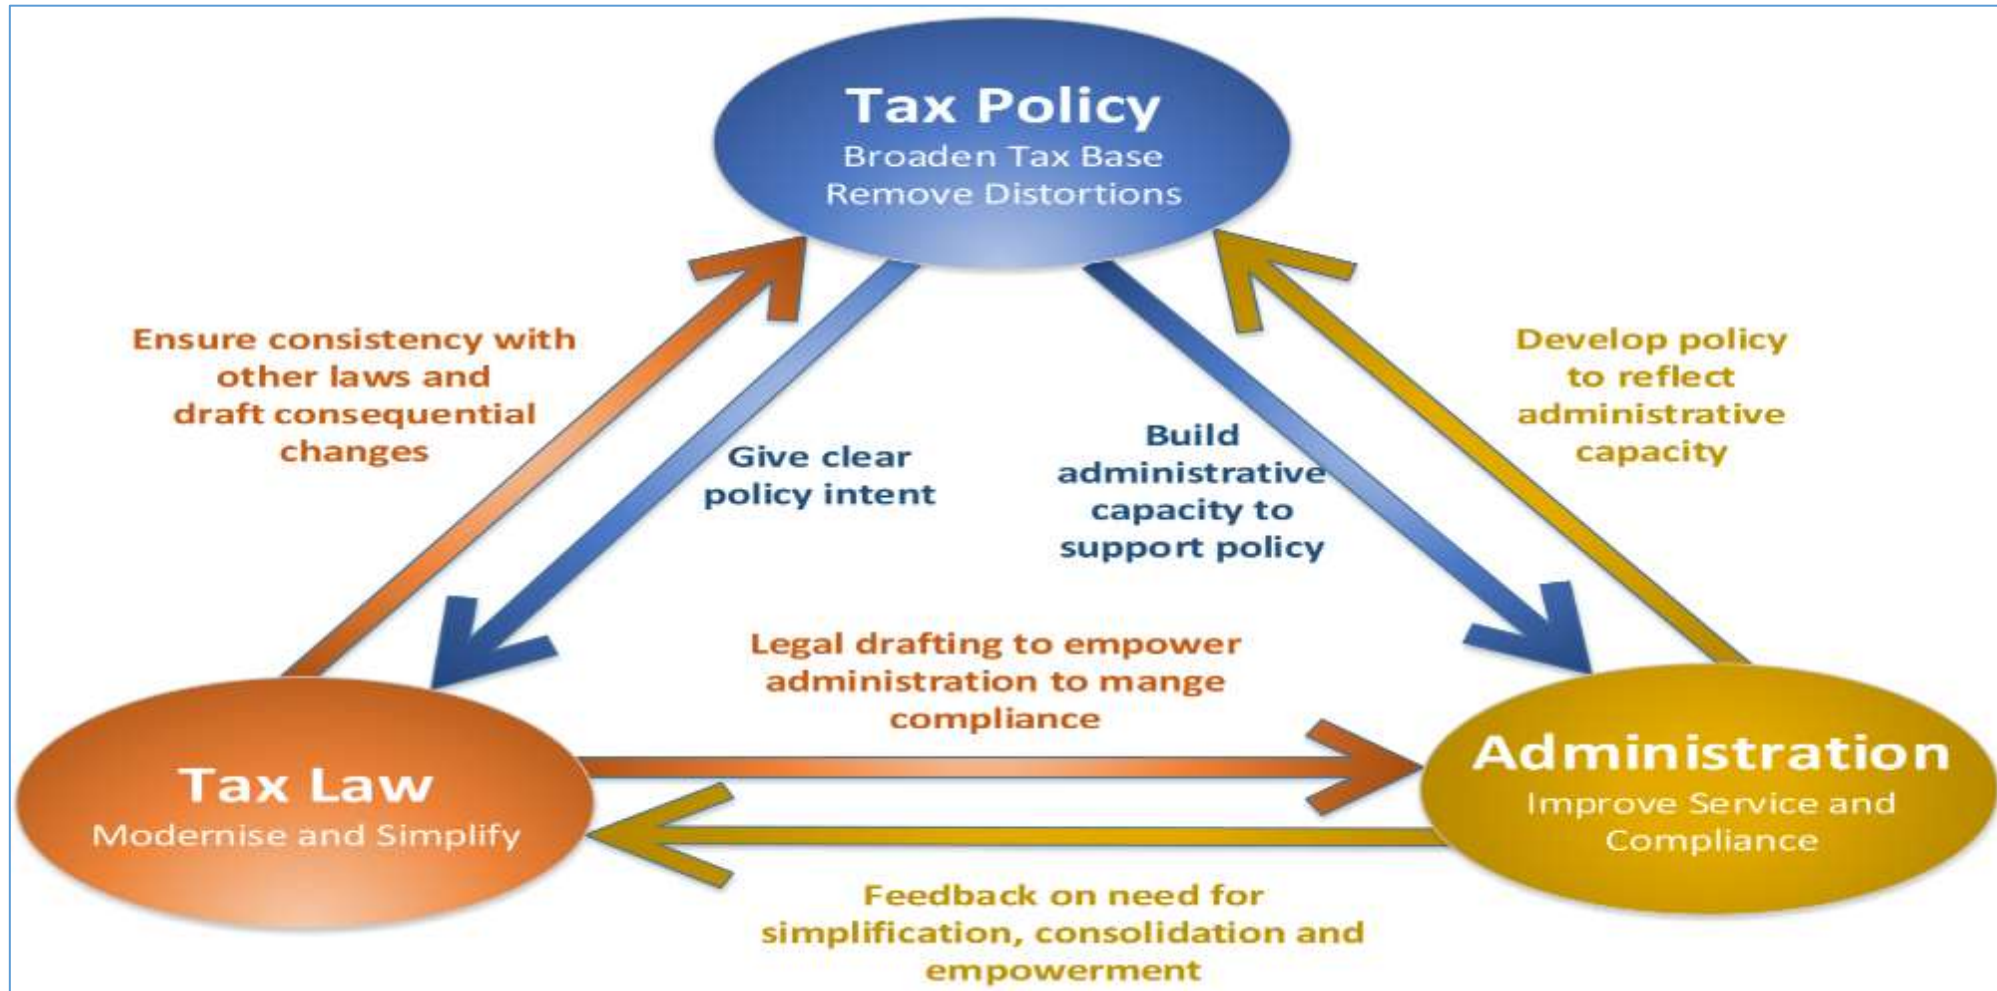 Tax Policy
Broaden Tax Base
Remove Distortions
Ensure consistency with
other laws and
draft consequential
changes
Give clear
policy intent
Build
administrative
capacity to
support policy
Develop policy
to reflect
administrative
capacity
Legal drafting to empower
administration to mange
compliance
Tax Law
Modernise and Simplify
Administration
Improve Service and
Compliance
Feedback on need for
simplification, consolidation and
empowerment